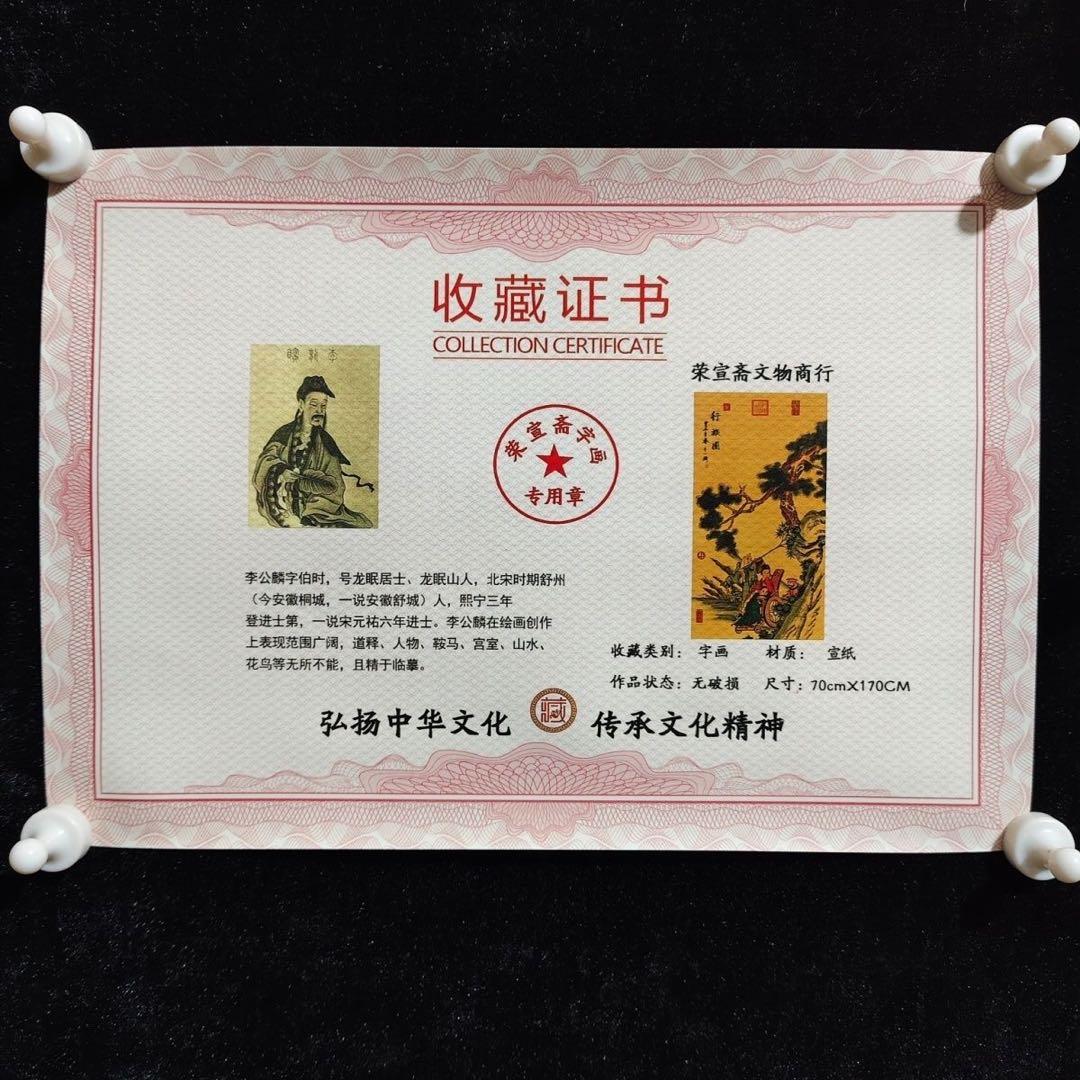 收藏证书
COLLECTION CERTIFICATE
荣宣斋文物商行
荣宣斋字画
专用章
行旅图
李公麟字伯时，号龙眠居士、龙眠山人，北宋时期舒州
（今安徽桐城，一说安徽舒城）人，熙宁三年
登进士第，一说宋元祐六年进士。李公麟在绘画创作
上表现范围广阔，道释、人物、鞍马、宫室、山水、
花鸟等无所不能，且精于临摹。
收藏类别：字画 材质：宣纸
作品状态：无破损 尺寸：70cmX170CM
弘扬中华文化 藏 传承文化精神